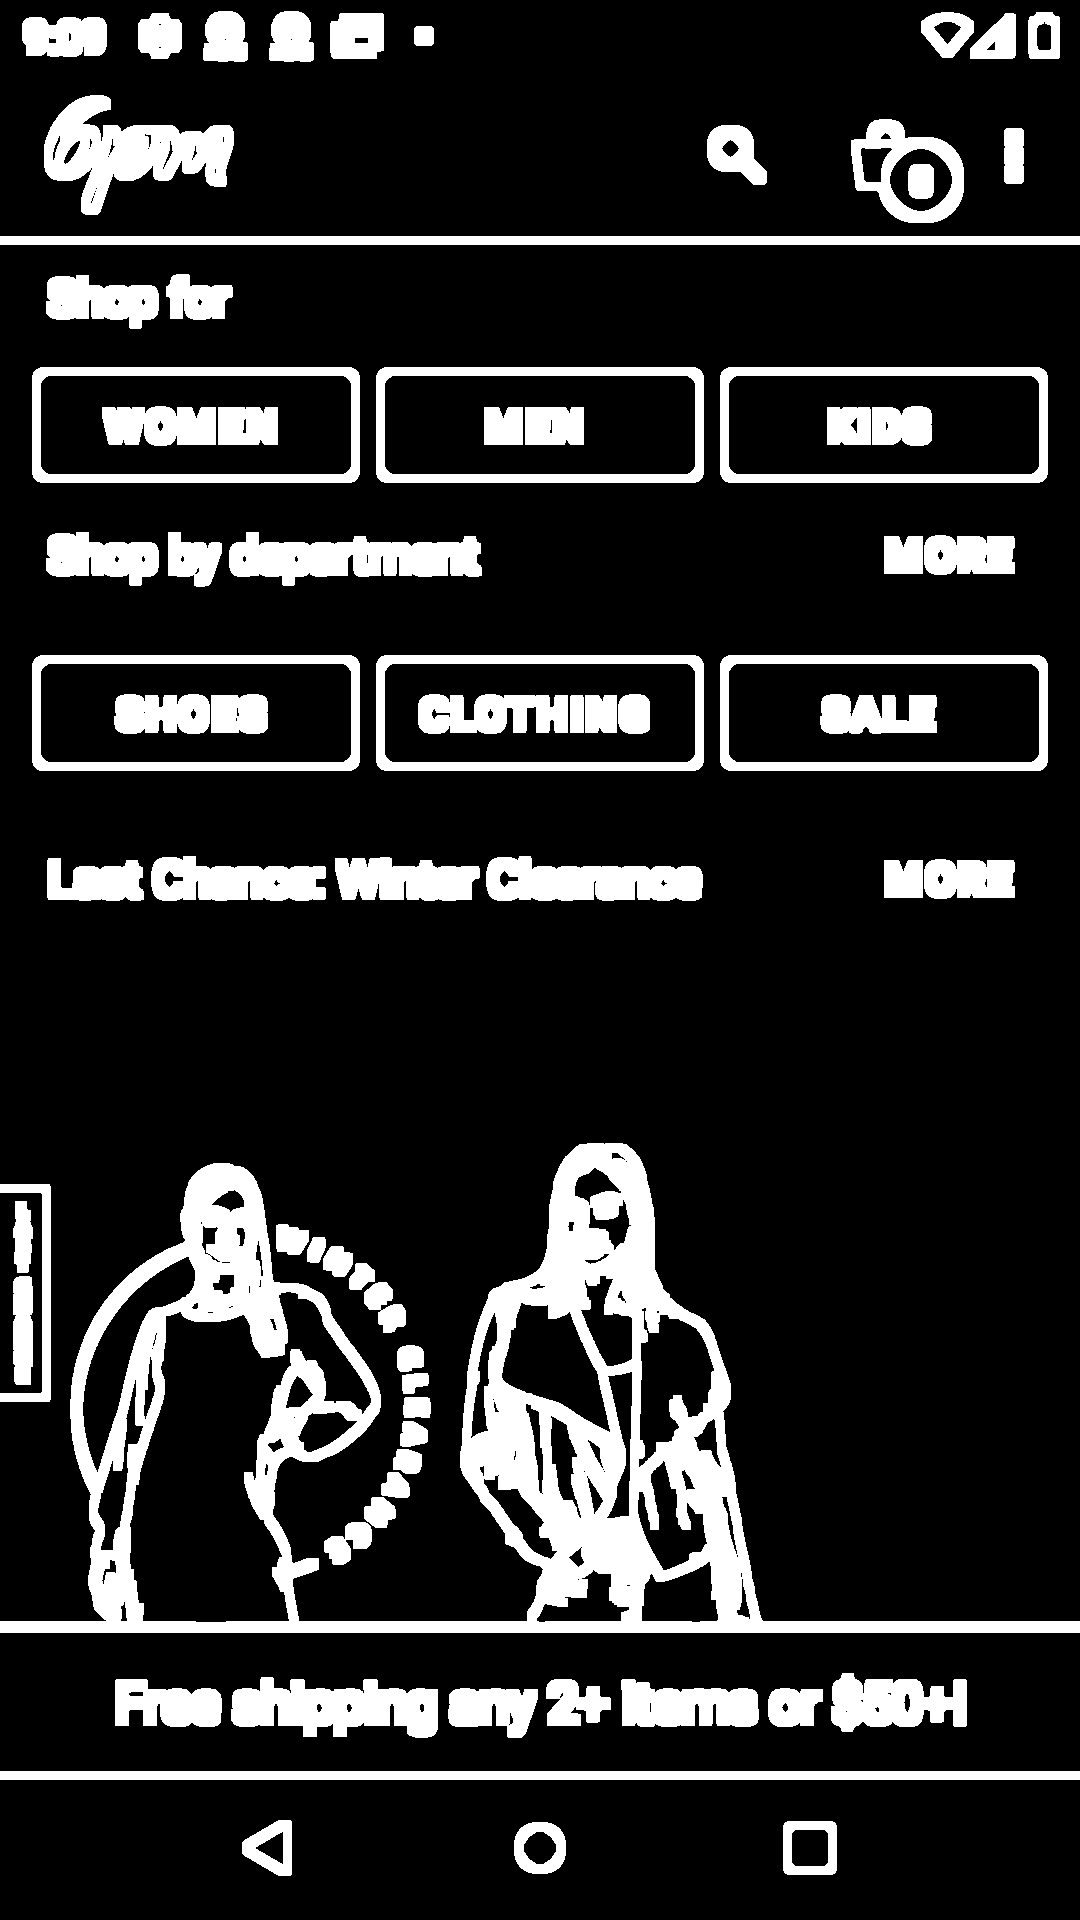 6pm
Shop for
WOMEN MEN KIDS
Shop by department MORE
SHOES CLOTHING SALE
Last Chance: Winter Clearance MORE
WINTER CLEARANCE
Free shipping any 2+ items or $50+!